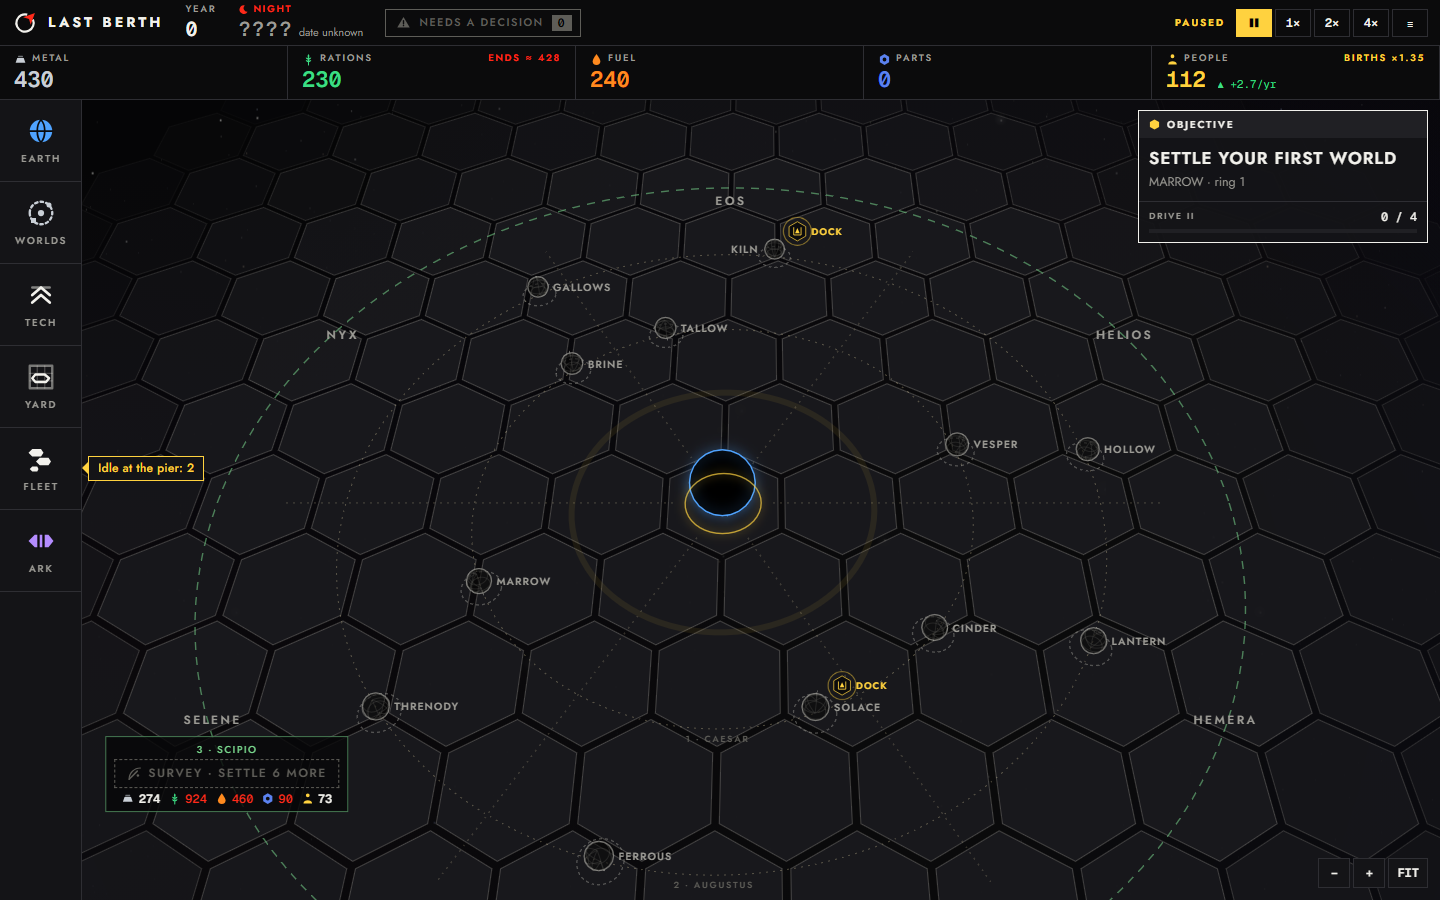 LAST BERTH
YEAR
0
NIGHT
???? date unknown
NEEDS A DECISION 0
PAUSED
1×
2×
4×
≡
METAL
430
RATIONS
ENDS ≈ 428
230
FUEL
240
PARTS
0
PEOPLE
BIRTHS ×1.35
112 ▲ +2.7/yr
EARTH
WORLDS
TECH
YARD
FLEET
ARK
Idle at the pier: 2
OBJECTIVE
SETTLE YOUR FIRST WORLD
MARROW · ring 1
DRIVE II
0 / 4
EOS
DOCK
KILN
GALLOWS
TALLOW
NYX
HELIOS
BRINE
VESPER
HOLLOW
MARROW
CINDER
LANTERN
DOCK
SOLACE
THRENODY
SELENE
HEMERA
1 · CAESAR
3 · SCIPIO
SURVEY · SETTLE 6 MORE
274 924 460 90 73
FERROUS
2 · AUGUSTUS
−
+
FIT